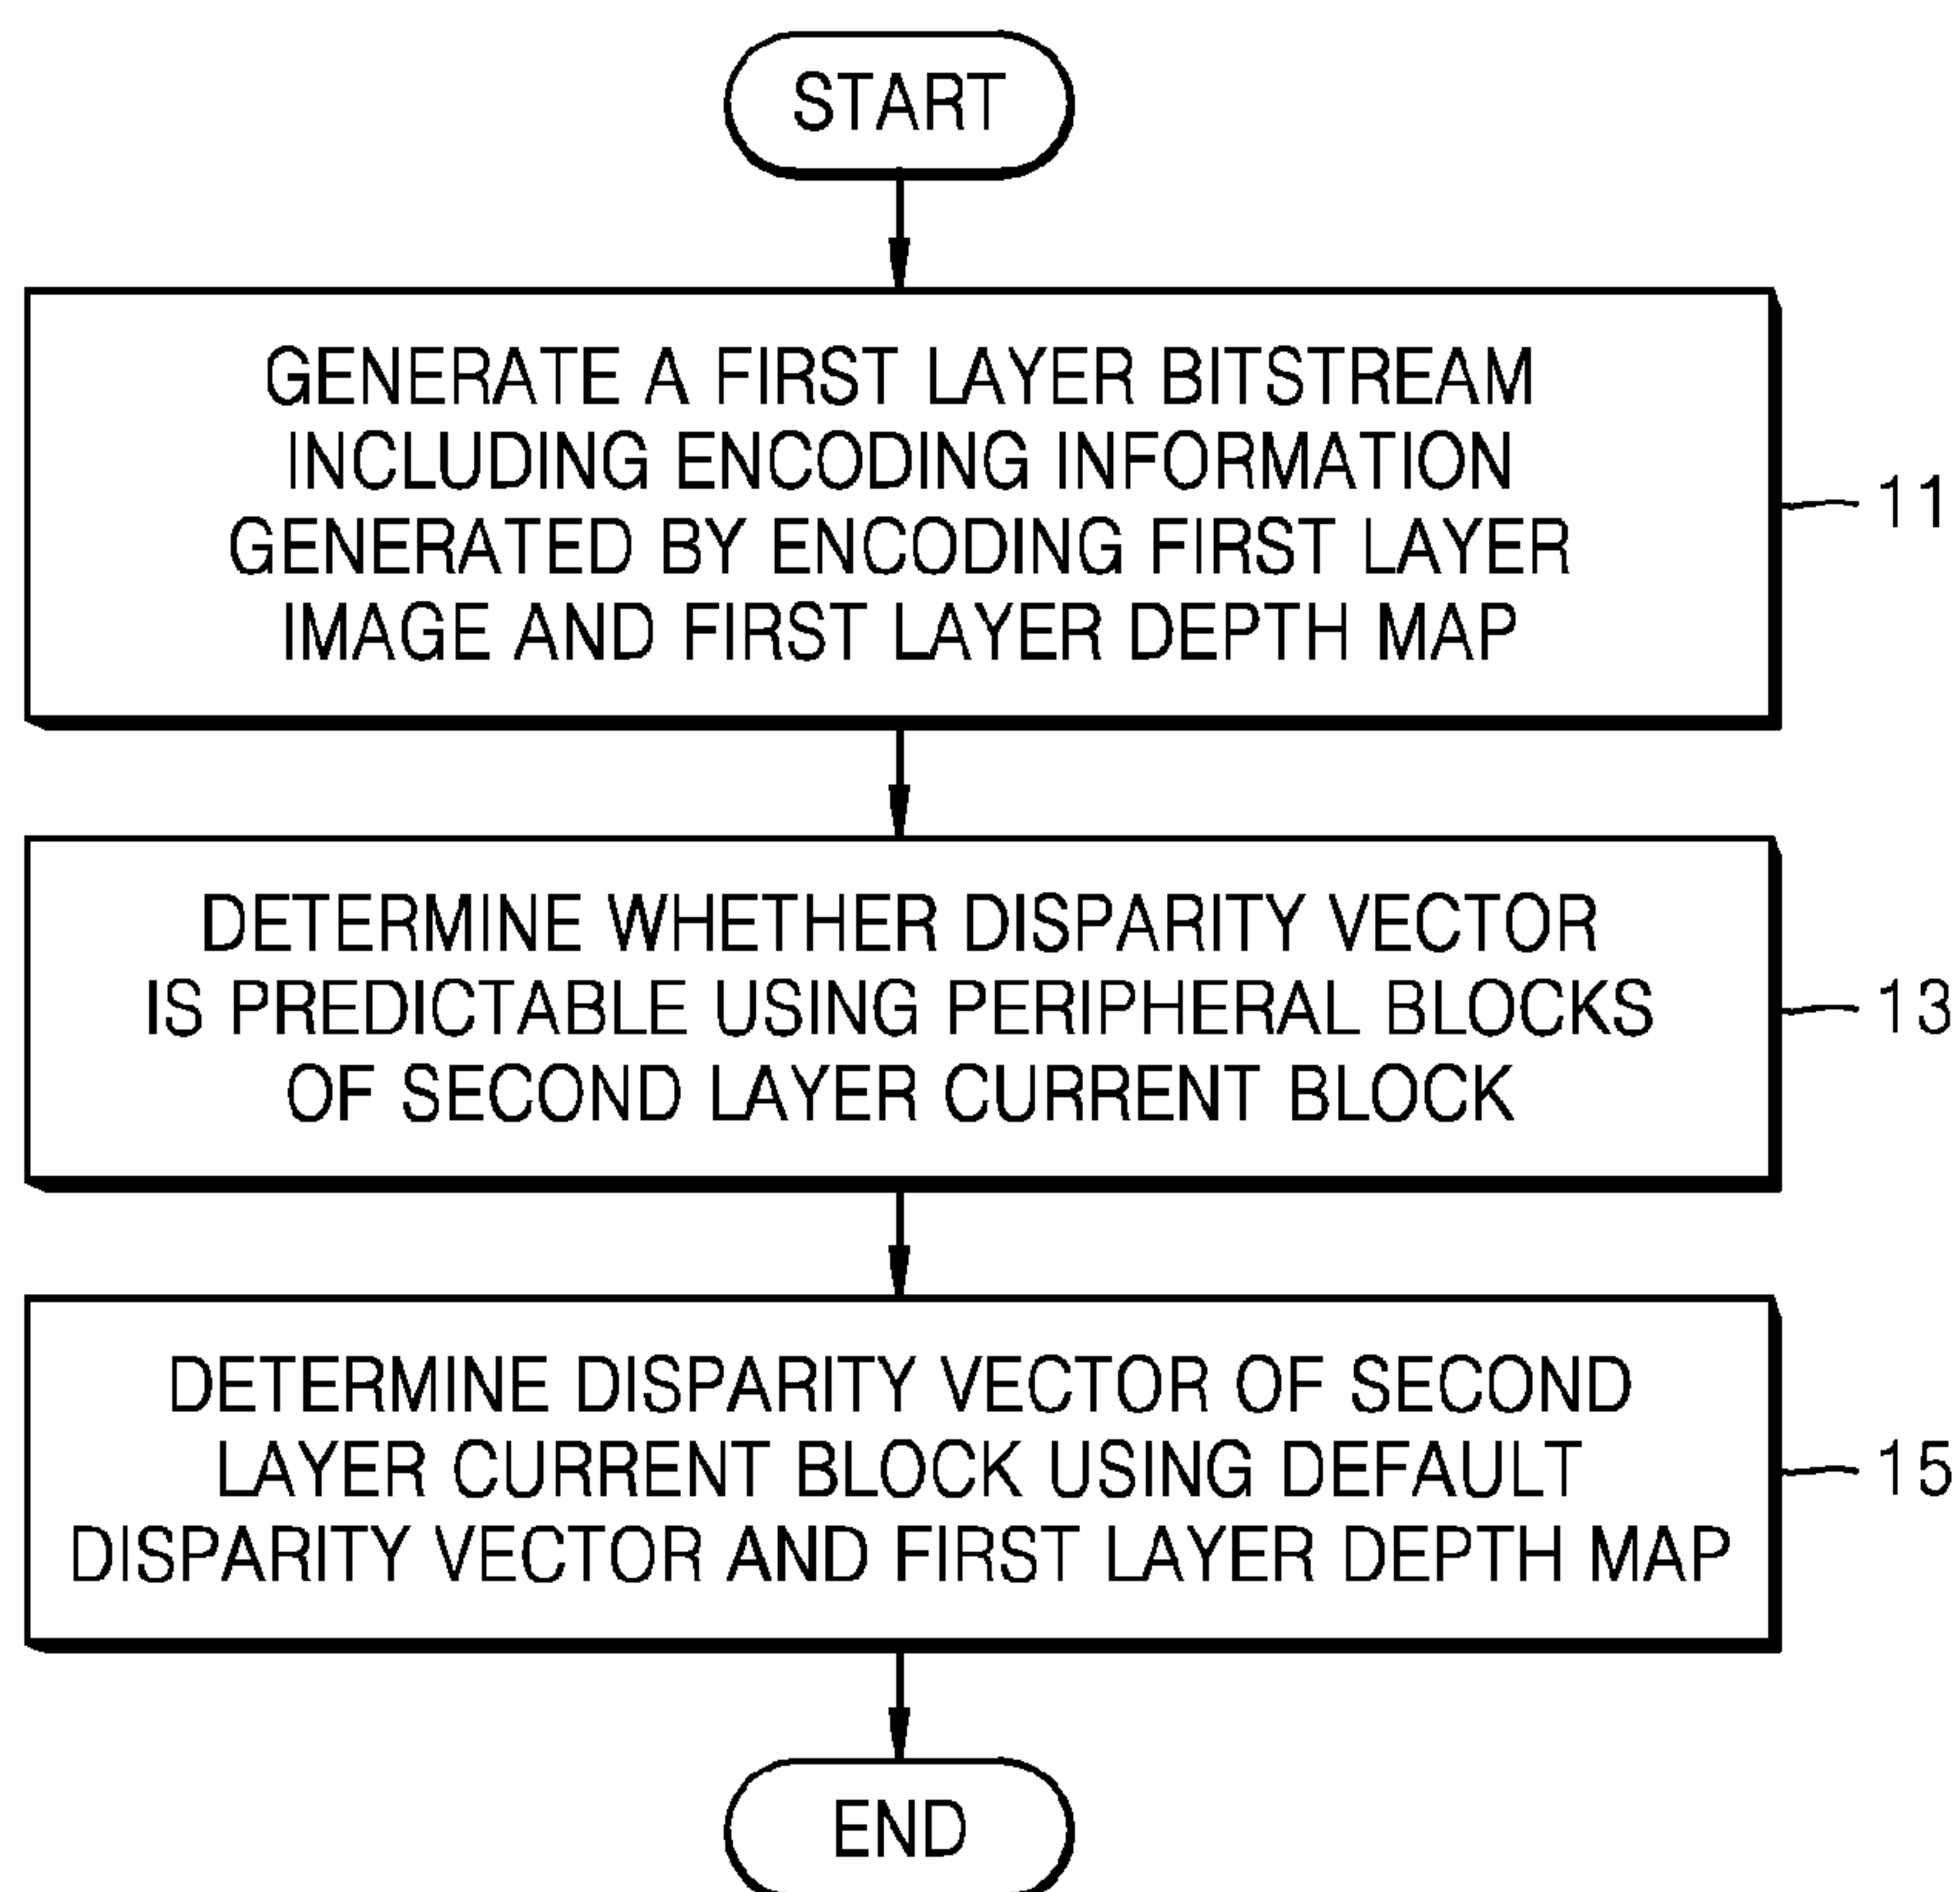 START
GENERATE A FIRST LAYER BITSTREAM
INCLUDING ENCODING INFORMATION
GENERATED BY ENCODING FIRST LAYER
IMAGE AND FIRST LAYER DEPTH MAP
11
DETERMINE WHETHER DISPARITY VECTOR
IS PREDICTABLE USING PERIPHERAL BLOCKS
OF SECOND LAYER CURRENT BLOCK
13
DETERMINE DISPARITY VECTOR OF SECOND
LAYER CURRENT BLOCK USING DEFAULT
DISPARITY VECTOR AND FIRST LAYER DEPTH MAP
15
END